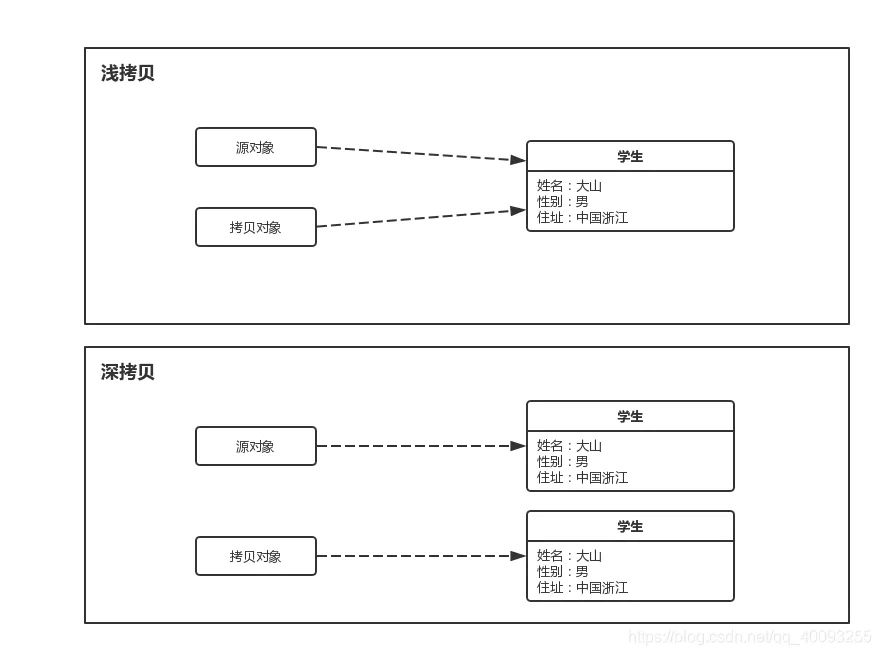 浅拷贝
源对象
学生
姓名：大山
性别：男
住址：中国浙江
拷贝对象
深拷贝
学生
源对象
姓名：大山
性别：男
住址：中国浙江
学生
拷贝对象
姓名：大山
性别：男
住址：中国浙江
https://blog.csdn.net/qq_40093255